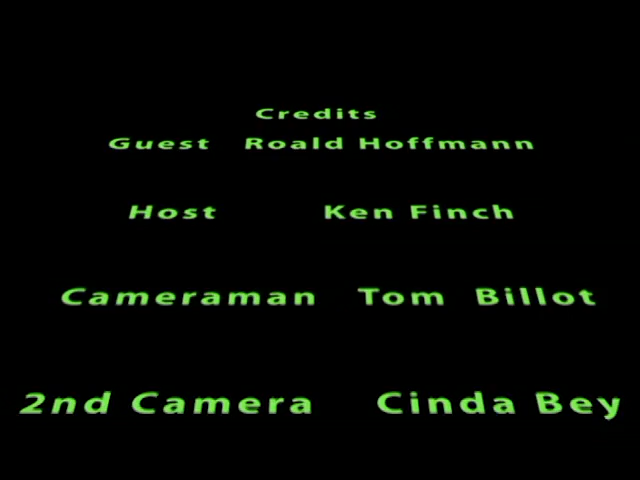 Credits
Guest Roald Hoffmann
Host Ken Finch
Cameraman Tom Billot
2nd Camera Cinda Bey